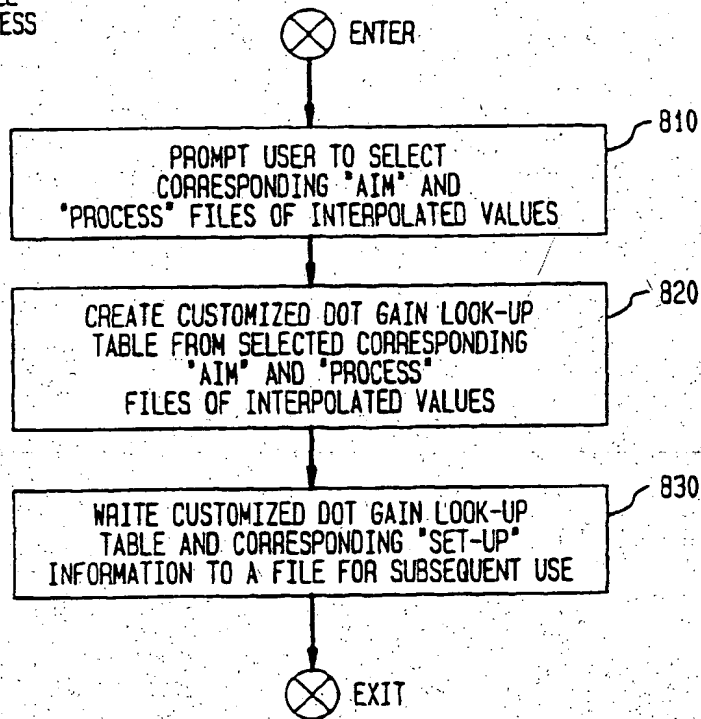 ESS
ENTER
810
PROMPT USER TO SELECT
CORRESPONDING "AIM" AND
"PROCESS" FILES OF INTERPOLATED VALUES
820
CREATE CUSTOMIZED DOT GAIN LOOK-UP
TABLE FROM SELECTED CORRESPONDING
"AIM" AND "PROCESS"
FILES OF INTERPOLATED VALUES
830
WRITE CUSTOMIZED DOT GAIN LOOK-UP
TABLE AND CORRESPONDING "SET-UP"
INFORMATION TO A FILE FOR SUBSEQUENT USE
EXIT